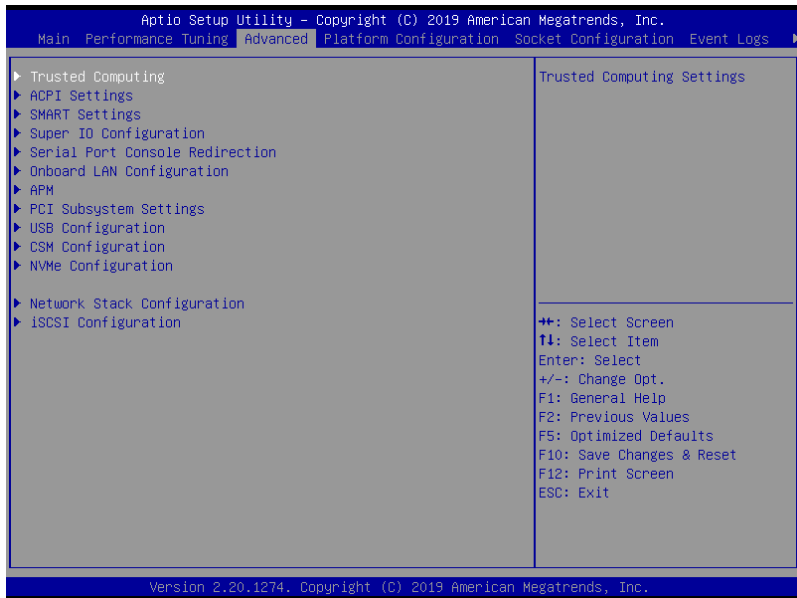 Aptio Setup Utility – Copyright (C) 2019 American Megatrends, Inc.
Main Performance Tuning Advanced Platform Configuration Socket Configuration Event Logs
Trusted Computing
ACPI Settings
SMART Settings
Super IO Configuration
Serial Port Console Redirection
Onboard LAN Configuration
APM
PCI Subsystem Settings
USB Configuration
CSM Configuration
NVMe Configuration
Network Stack Configuration
iSCSI Configuration
Trusted Computing Settings
→←: Select Screen
↑↓: Select Item
Enter: Select
+/-: Change Opt.
F1: General Help
F2: Previous Values
F5: Optimized Defaults
F10: Save Changes & Reset
F12: Print Screen
ESC: Exit
Version 2.20.1274. Copyright (C) 2019 American Megatrends, Inc.